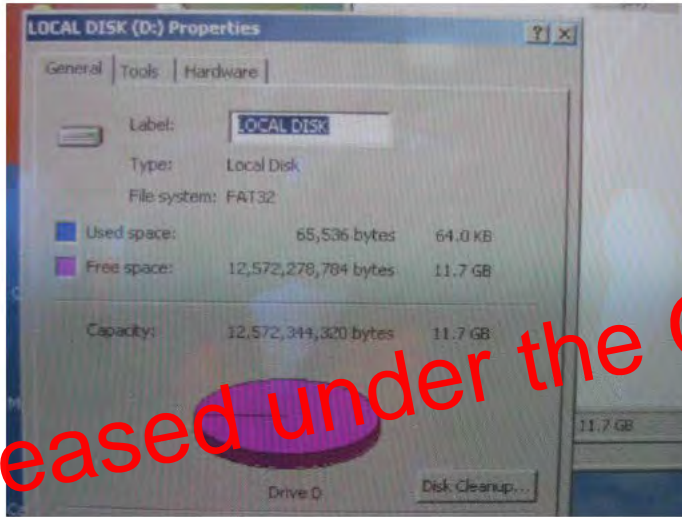 LOCAL DISK (D:) Properties
? X
General Tools Hardware
Label: LOCAL DISK
Type: Local Disk
File system: FAT32
Used space: 65,536 bytes 64.0 KB
Free space: 12,572,278,784 bytes 11.7 GB
Capacity: 12,572,344,320 bytes 11.7 GB
eased under the
11.7 GB
Drive D
Disk Cleanup...